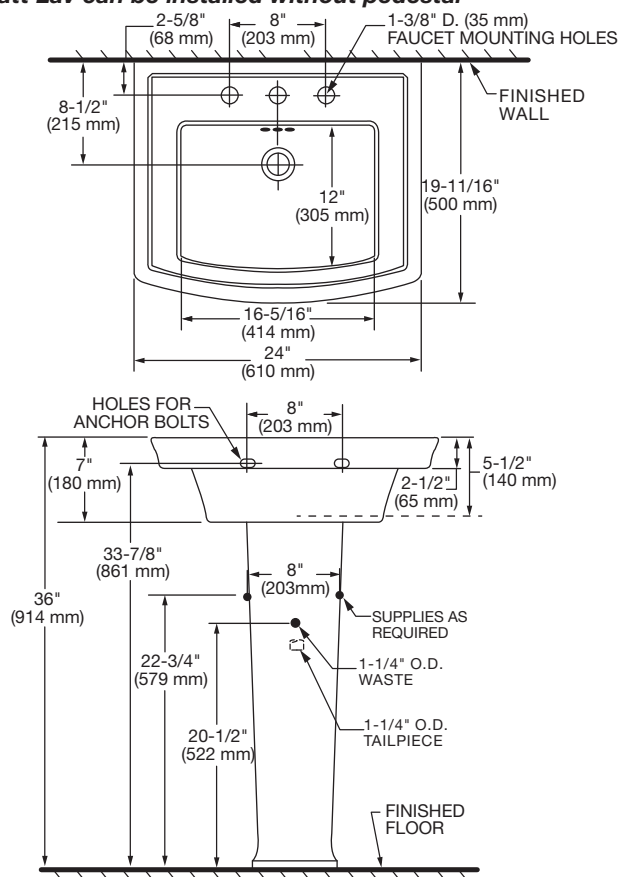 Lav can be installed without pedestal
2-5/8"
(68 mm)
8"
(203 mm)
1-3/8" D. (35 mm)
FAUCET MOUNTING HOLES
8-1/2"
(215 mm)
FINISHED
WALL
12"
(305 mm)
19-11/16"
(500 mm)
16-5/16"
(414 mm)
24"
(610 mm)
HOLES FOR
ANCHOR BOLTS
8"
(203 mm)
7"
(180 mm)
2-1/2"
(65 mm)
5-1/2"
(140 mm)
33-7/8"
(861 mm)
36"
(914 mm)
8"
(203mm)
SUPPLIES AS
REQUIRED
22-3/4"
(579 mm)
1-1/4" O.D.
WASTE
20-1/2"
(522 mm)
1-1/4" O.D.
TAILPIECE
FINISHED
FLOOR